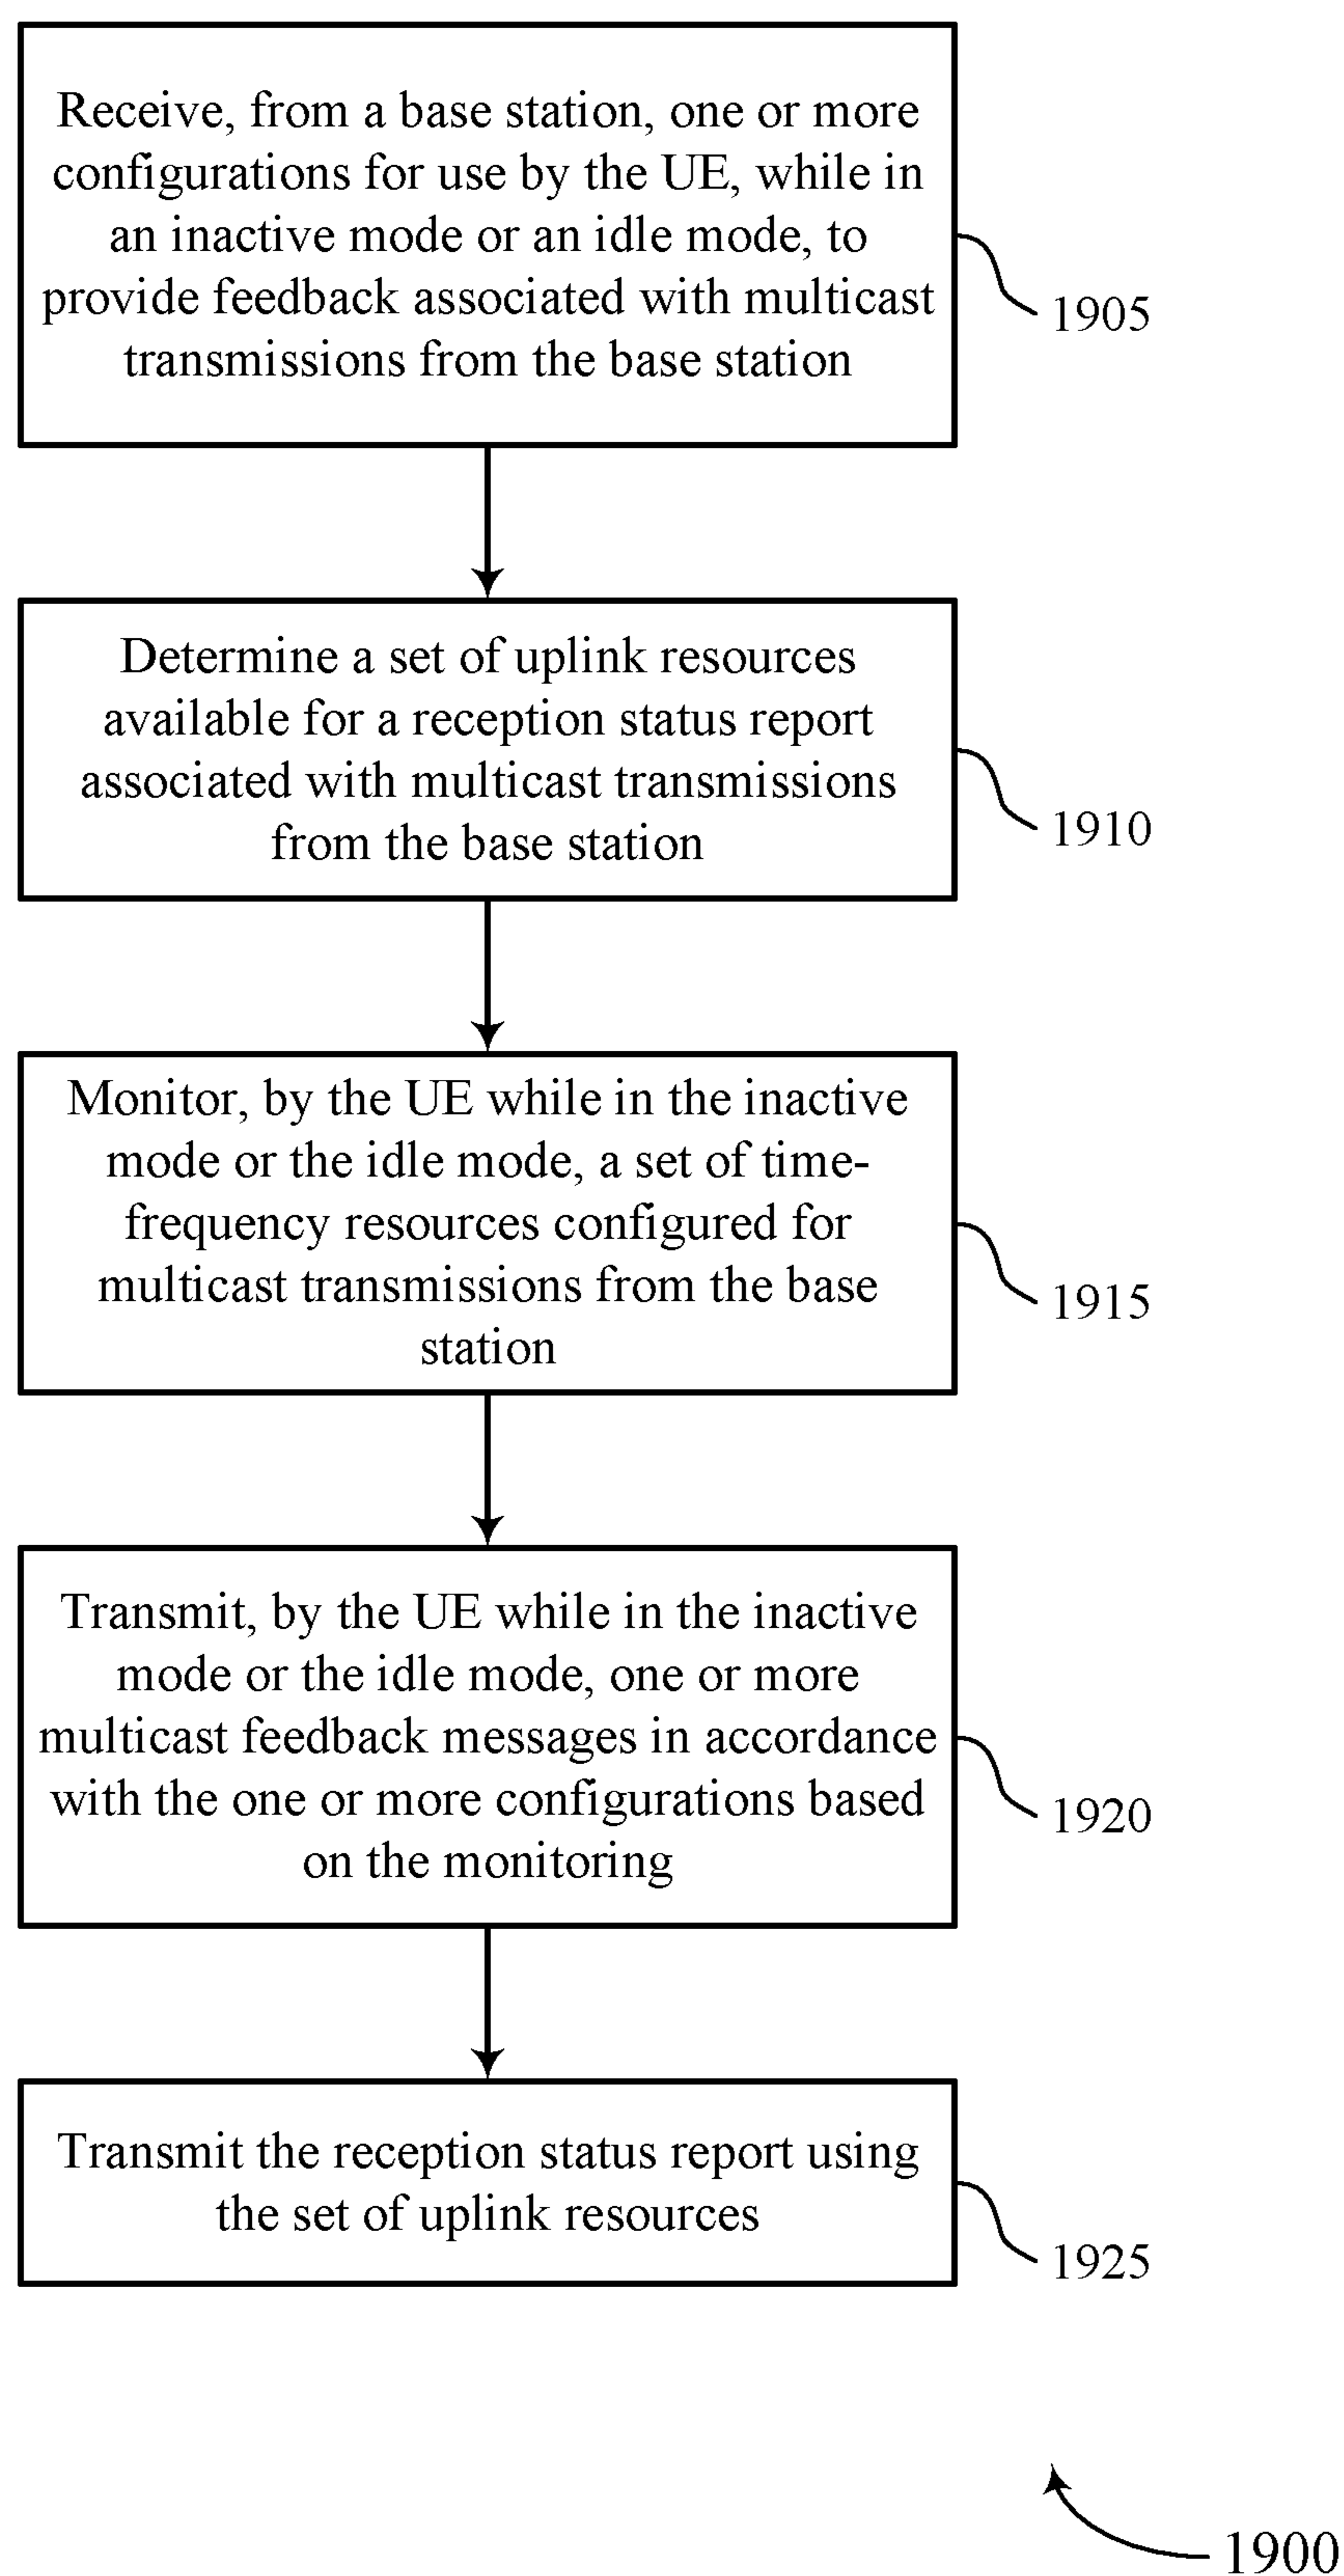 Receive, from a base station, one or more
configurations for use by the UE, while in
an inactive mode or an idle mode, to
provide feedback associated with multicast
transmissions from the base station
1905
Determine a set of uplink resources
available for a reception status report
associated with multicast transmissions
from the base station
1910
Monitor, by the UE while in the inactive
mode or the idle mode, a set of time-
frequency resources configured for
multicast transmissions from the base
station
1915
Transmit, by the UE while in the inactive
mode or the idle mode, one or more
multicast feedback messages in accordance
with the one or more configurations based
on the monitoring
1920
Transmit the reception status report using
the set of uplink resources
1925
1900